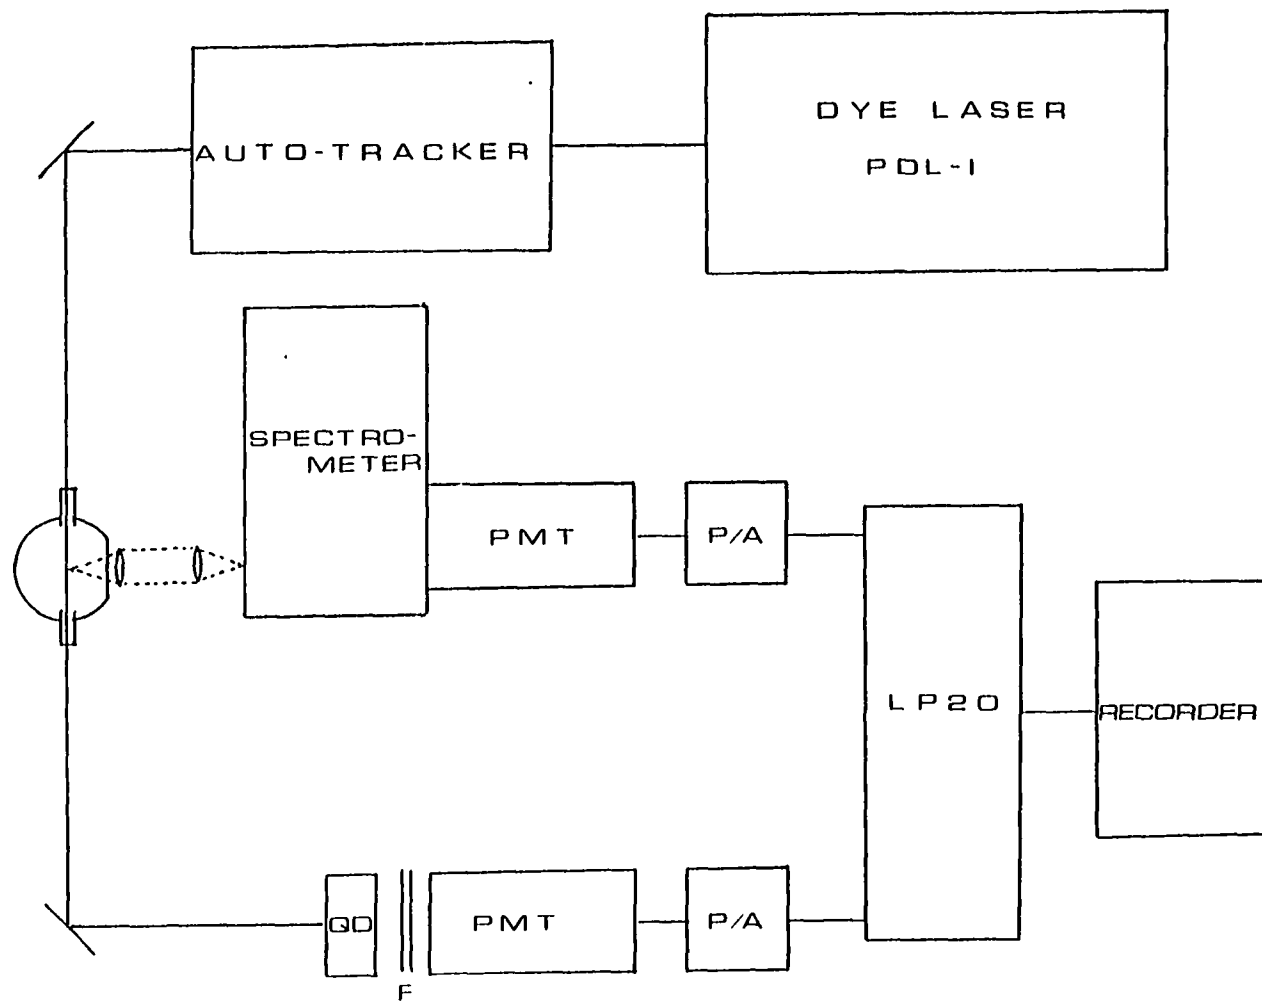 DYE LASER
PDL-1
AUTO-TRACKER
SPECTRO-
METER
PMT
P/A
LP20
RECORDER
QD
F
PMT
P/A